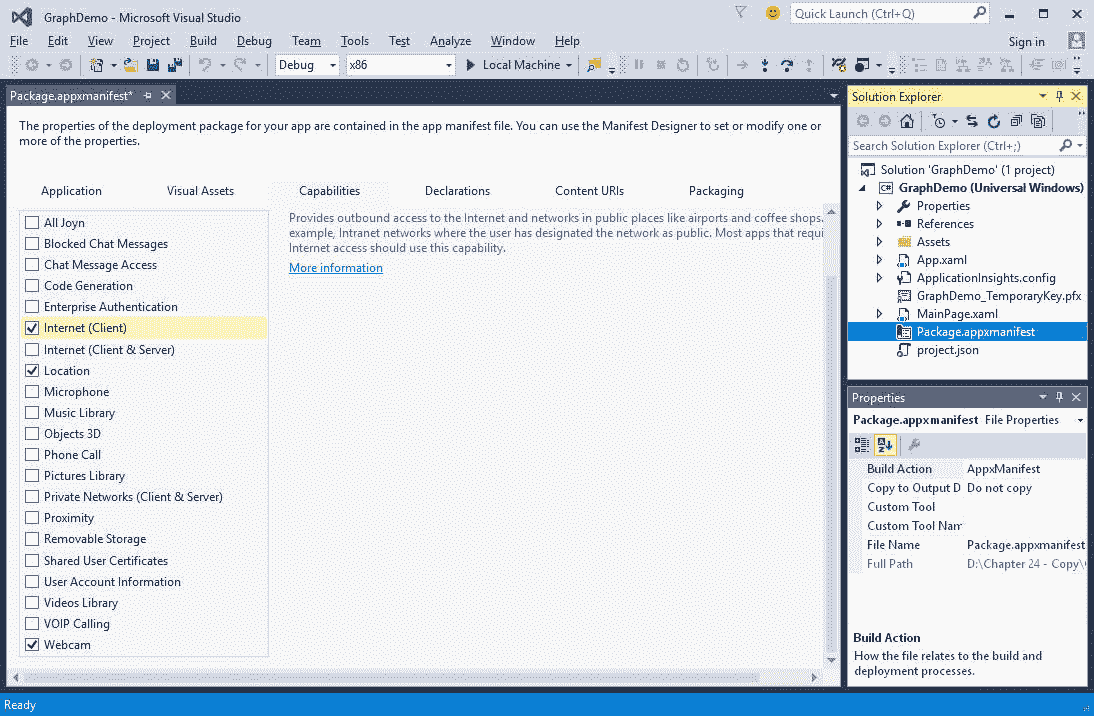 GraphDemo - Microsoft Visual Studio
Quick Launch (Ctrl+Q)
File Edit View Project Build Debug Team Tools Test Analyze Window Help
Sign in
Debug x86 Local Machine
Package.appxmanifest*
The properties of the deployment package for your app are contained in the app manifest file. You can use the Manifest Designer to set or modify one or
more of the properties.
Application Visual Assets Capabilities Declarations Content URIs Packaging
All Joyn
Blocked Chat Messages
Chat Message Access
Code Generation
Enterprise Authentication
Internet (Client)
Internet (Client & Server)
Location
Microphone
Music Library
Objects 3D
Phone Call
Pictures Library
Private Networks (Client & Server)
Proximity
Removable Storage
Shared User Certificates
User Account Information
Videos Library
VOIP Calling
Webcam
Provides outbound access to the Internet and networks in public places like airports and coffee shops.
example, Intranet networks where the user has designated the network as public. Most apps that requi
Internet access should use this capability.
More information
Solution Explorer
Search Solution Explorer (Ctrl+;)
Solution 'GraphDemo' (1 project)
C# GraphDemo (Universal Windows)
Properties
References
Assets
App.xaml
ApplicationInsights.config
GraphDemo_TemporaryKey.pfx
MainPage.xaml
Package.appxmanifest
project.json
Properties
Package.appxmanifest File Properties
Build Action AppxManifest
Copy to Output D Do not copy
Custom Tool
Custom Tool Nam
File Name Package.appxmanifest
Full Path D:\Chapter 24 - Copy\
Build Action
How the file relates to the build and
deployment processes.
Ready